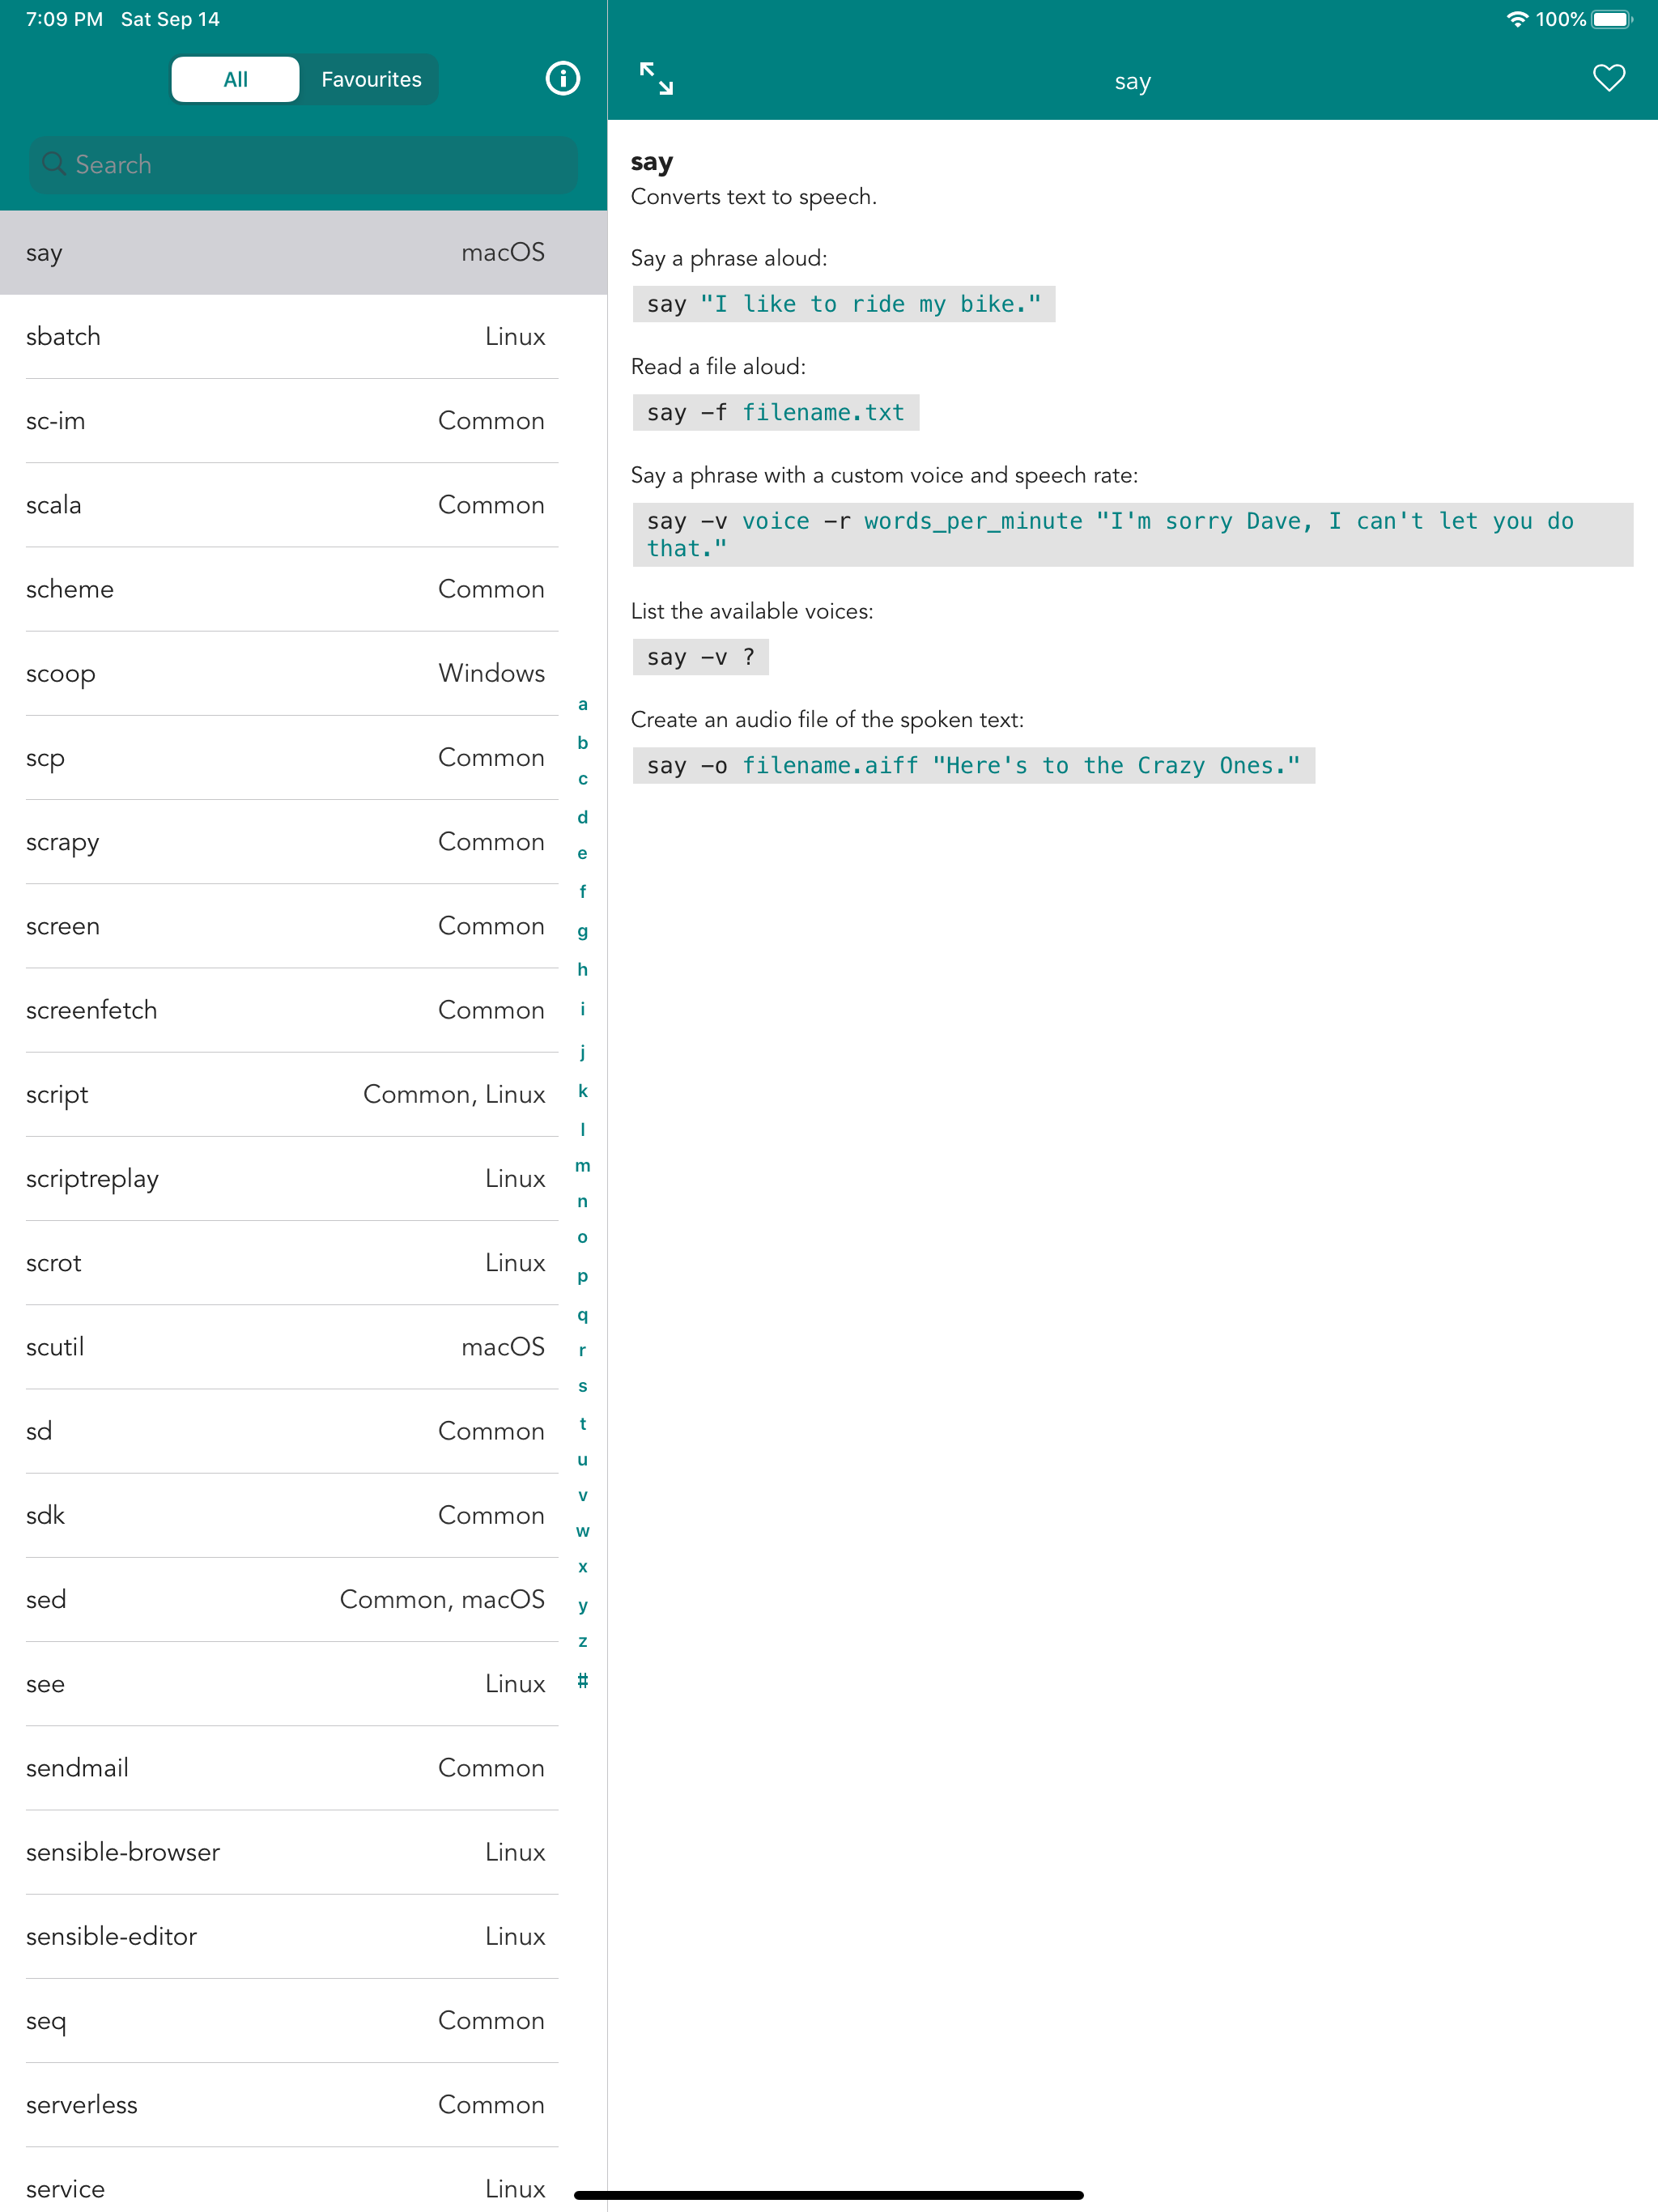 7:09 PM Sat Sep 14
100%
All Favourites
say
Search
say macOS
sbatch Linux
sc-im Common
scala Common
scheme Common
scoop Windows
scp Common
scrapy Common
screen Common
screenfetch Common
script Common, Linux
scriptreplay Linux
scrot Linux
scutil macOS
sd Common
sdk Common
sed Common, macOS
see Linux
sendmail Common
sensible-browser Linux
sensible-editor Linux
seq Common
serverless Common
service Linux
a
b
c
d
e
f
g
h
i
j
k
l
m
n
o
p
q
r
s
t
u
v
w
x
y
z
#
say
Converts text to speech.
Say a phrase aloud:
say "I like to ride my bike."
Read a file aloud:
say -f filename.txt
Say a phrase with a custom voice and speech rate:
say -v voice -r words_per_minute "I'm sorry Dave, I can't let you do
that."
List the available voices:
say -v ?
Create an audio file of the spoken text:
say -o filename.aiff "Here's to the Crazy Ones."